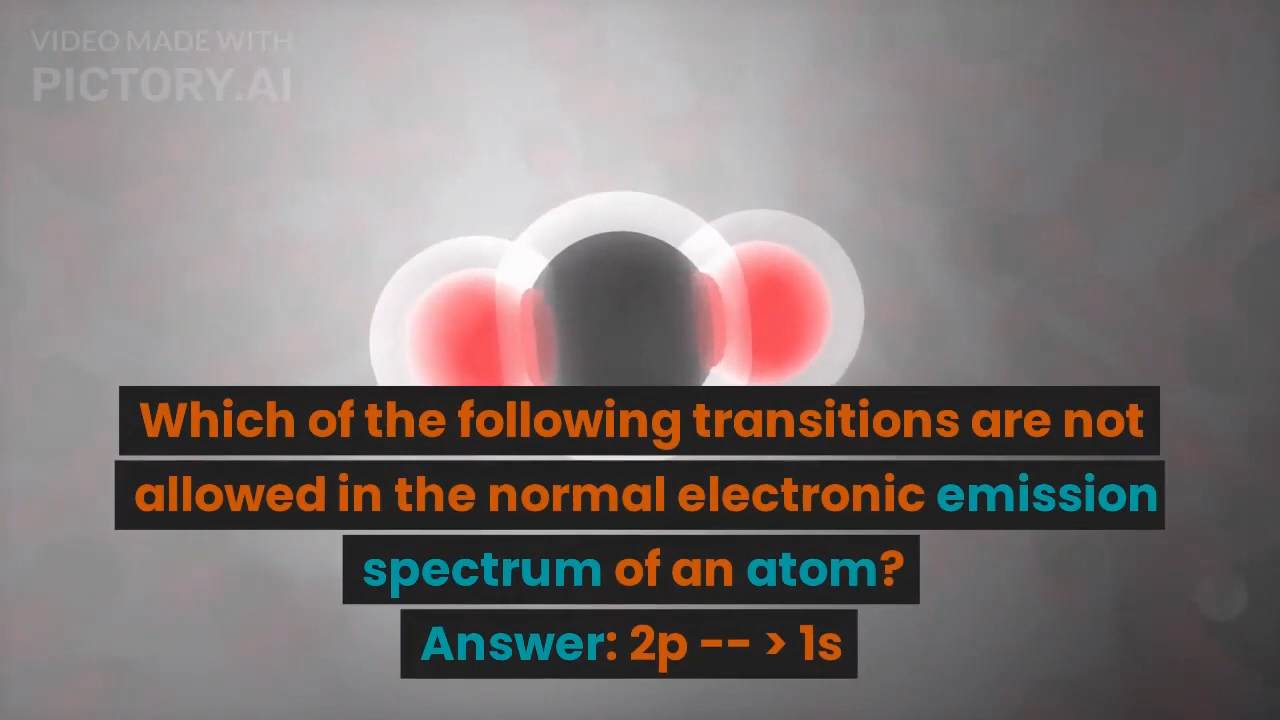 VIDEO MADE WITH
PICTORY.AI
Which of the following transitions are not
allowed in the normal electronic emission
spectrum of an atom?
Answer: 2p -- > 1s